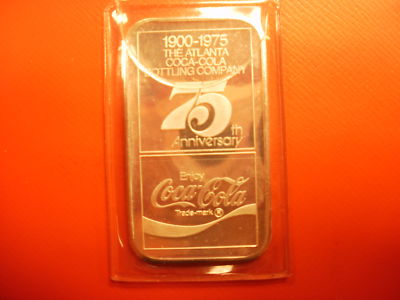 1900-1975
THE ATLANTA
COCA-COLA
BOTTLING COMPANY
75th
Anniversary
Enjoy
Coca-Cola
Trade-mark ®